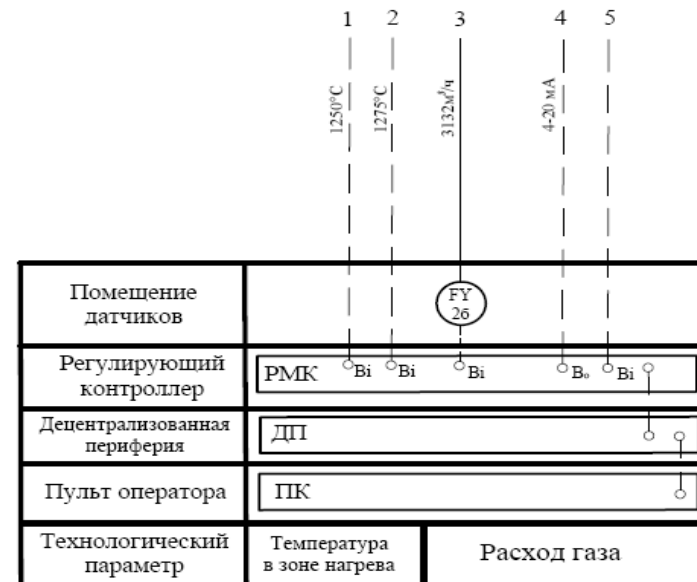 1 2 3 4 5
1250°C
1275°C
3132м³/ч
4-20 мА
Помещение
датчиков
FY
26
Регулирующий
контроллер
РМК Bi Bi Bi Bo Bi
Децентрализованная
периферия
ДП
Пульт оператора
ПК
Технологический
параметр
Температура
в зоне нагрева
Расход газа